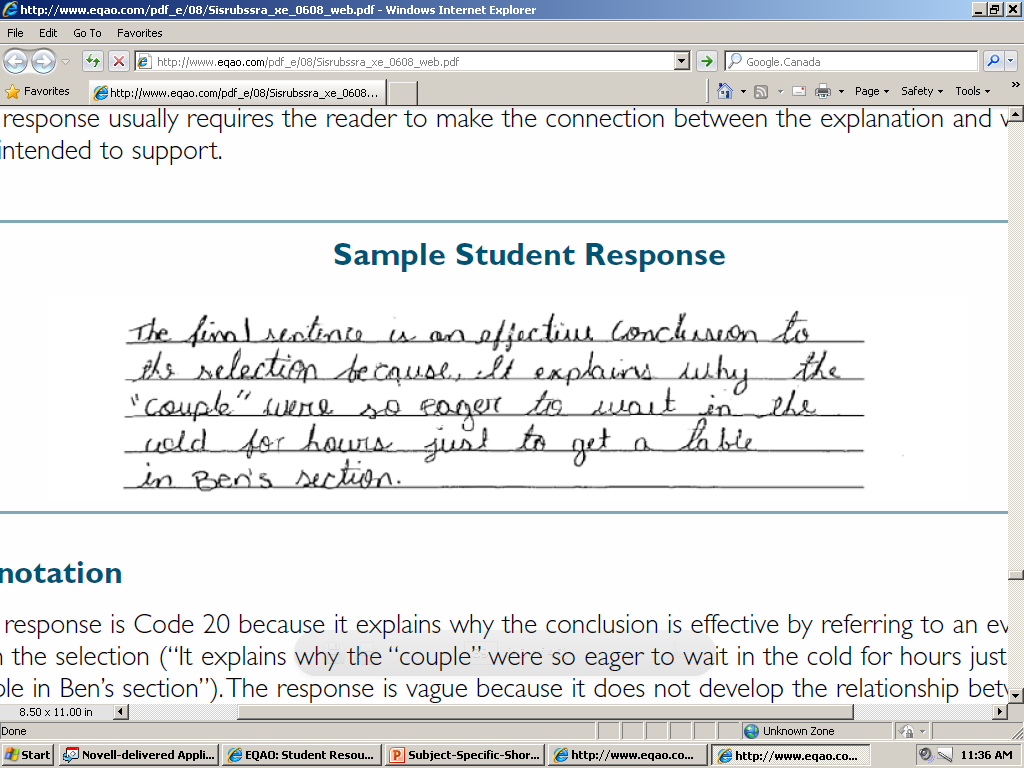 http://www.eqao.com/pdf_e/08/Sisrubssra_xe_0608_web.pdf - Windows Internet Explorer
File Edit Go To Favorites
http://www.eqao.com/pdf_e/08/Sisrubssra_xe_0608_web.pdf
Google.Canada
Favorites
http://www.eqao.com/pdf_e/08/Sisrubssra_xe_0608...
Page Safety Tools »
response usually requires the reader to make the connection between the explanation and
intended to support.
Sample Student Response
The final sentence is an effective conclusion to
the selection because, It explains why the
"couple" were so eager to wait in the
cold for hours just to get a table
in Ben's section.
notation
response is Code 20 because it explains why the conclusion is effective by referring to an ev
n the selection (“It explains why the “couple” were so eager to wait in the cold for hours just
ble in Ben’s section”). The response is vague because it does not develop the relationship betw
8.50 x 11.00 in
Done
Unknown Zone
Start
Novell-delivered Appli...
EQAO: Student Resou...
Subject-Specific-Shor...
http://www.eqao.co...
http://www.eqao.co...
11:36 AM